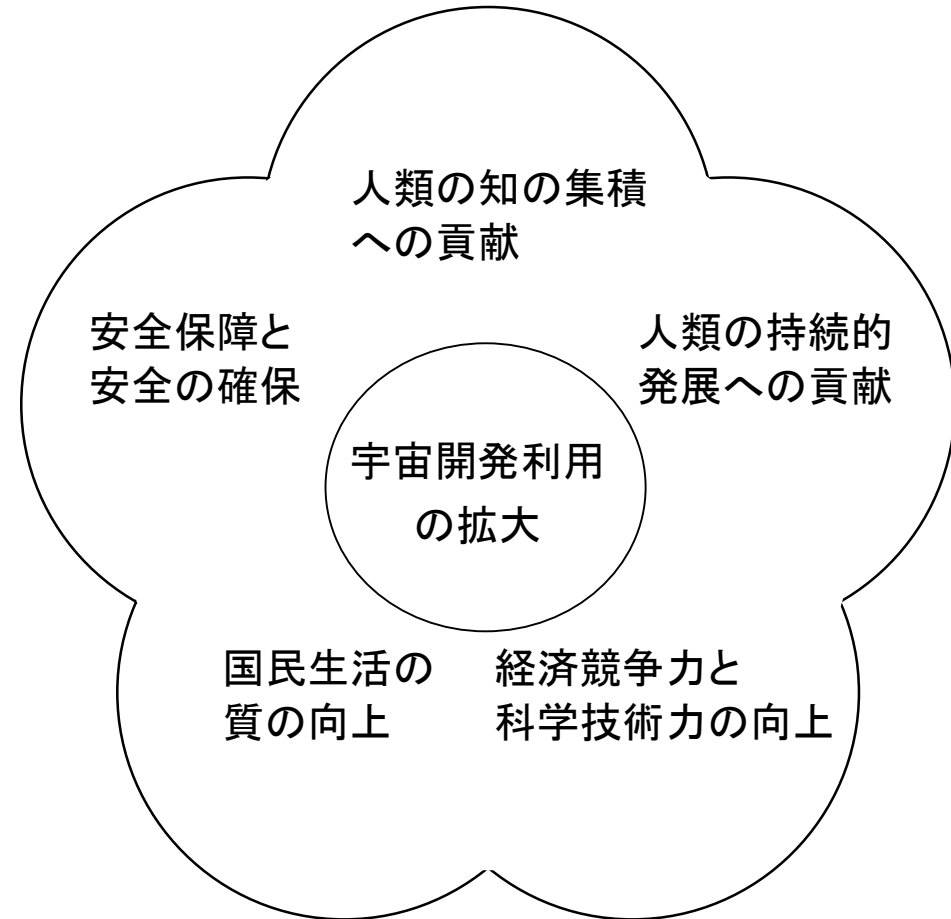 人類の知の集積
への貢献
安全保障と
安全の確保
人類の持続的
発展への貢献
宇宙開発利用
の拡大
国民生活の
質の向上
経済競争力と
科学技術力の向上